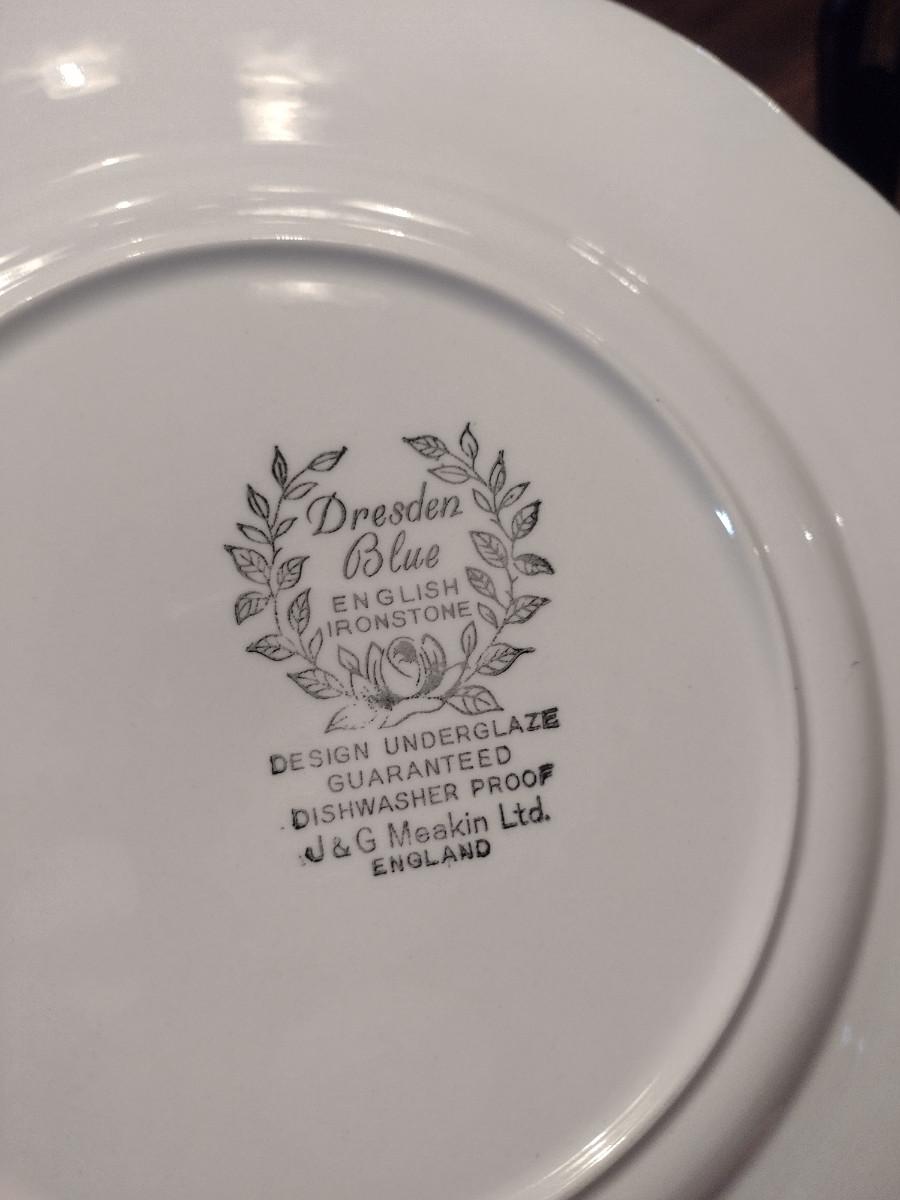 Dresden
Blue
ENGLISH
IRONSTONE
DESIGN UNDERGLAZE
GUARANTEED
DISHWASHER PROOF
J & G Meakin Ltd.
ENGLAND